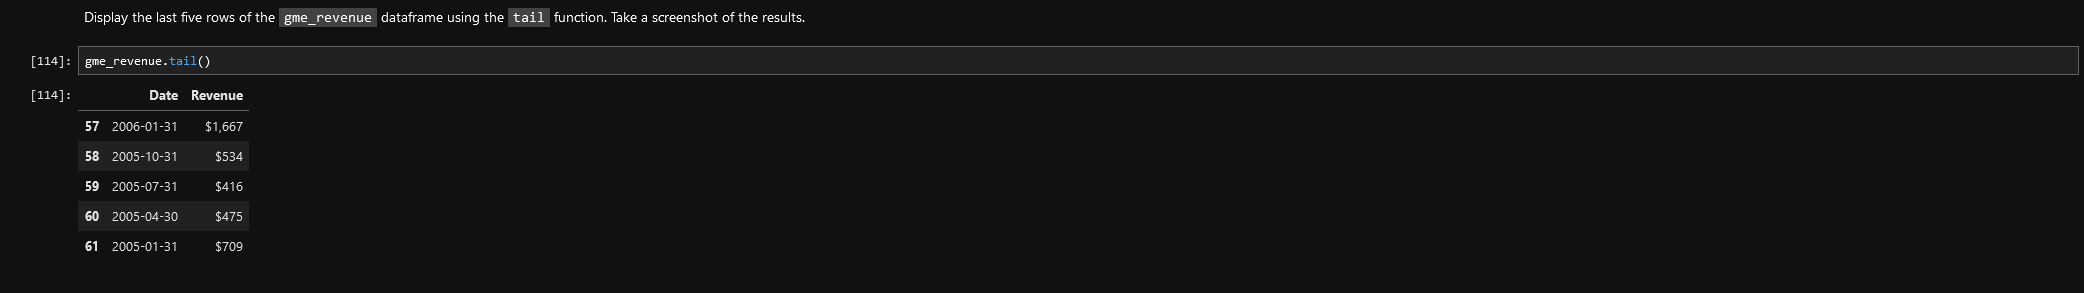 Display the last five rows of the gme_revenue dataframe using the tail function. Take a screenshot of the results.
[114]: gme_revenue.tail()
[114]: Date Revenue
57 2006-01-31 $1,667
58 2005-10-31 $534
59 2005-07-31 $416
60 2005-04-30 $475
61 2005-01-31 $709